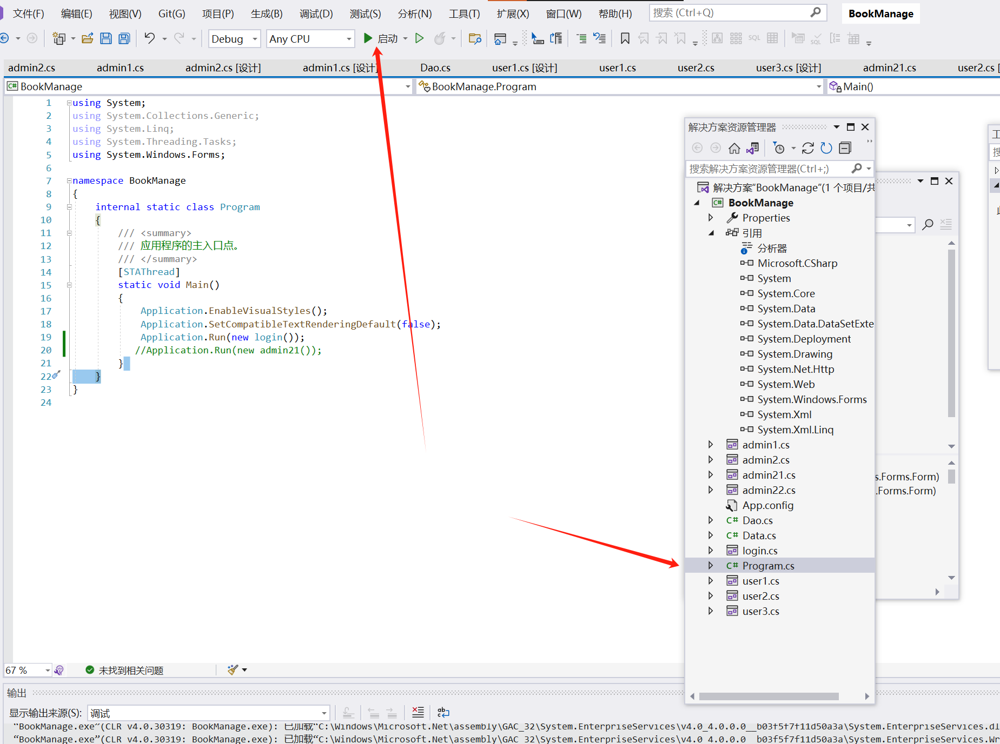 文件(F) 编辑(E) 视图(V) Git(G) 项目(P) 生成(B) 调试(D) 测试(S) 分析(N) 工具(T) 扩展(X) 窗口(W) 帮助(H) 搜索 (Ctrl+Q) BookManage
Debug Any CPU 启动
admin2.cs admin1.cs admin2.cs [设计] admin1.cs [设计] Dao.cs user1.cs [设计] user1.cs user2.cs user3.cs [设计] admin21.cs user2.cs [
BookManage BookManage.Program Main()
1 using System;
2 using System.Collections.Generic;
3 using System.Linq;
4 using System.Threading.Tasks;
5 using System.Windows.Forms;
6
7 namespace BookManage
8 {
9 internal static class Program
10 {
11 /// <summary>
12 /// 应用程序的主入口点。
13 /// </summary>
14 [STAThread]
15 static void Main()
16 {
17 Application.EnableVisualStyles();
18 Application.SetCompatibleTextRenderingDefault(false);
19 Application.Run(new login());
20 //Application.Run(new admin21());
21 }
22 }
23 }
24
解决方案资源管理器
搜索解决方案资源管理器(Ctrl+;)
解决方案“BookManage”(1 个项目/共
BookManage
Properties
引用
分析器
Microsoft.CSharp
System
System.Core
System.Data
System.Data.DataSetExte
System.Deployment
System.Drawing
System.Net.Http
System.Web
System.Windows.Forms
System.Xml
System.Xml.Linq
admin1.cs
admin2.cs
admin21.cs
admin22.cs
App.config
Dao.cs
Data.cs
login.cs
Program.cs
user1.cs
user2.cs
user3.cs
s.Forms.Form)
.Forms.Form)
67 % 未找到相关问题
输出
显示输出来源(S): 调试
“BookManage.exe”(CLR v4.0.30319: BookManage.exe): 已加载“C:\Windows\Microsoft.Net\assembly\GAC_32\System.EnterpriseServices\v4.0_4.0.0.0__b03f5f7f11d50a3a\System.EnterpriseServices.dl
“BookManage.exe”(CLR v4.0.30319: BookManage.exe): 已加载“C:\Windows\Microsoft.Net\assembly\GAC_32\System.EnterpriseServices\v4.0_4.0.0.0__b03f5f7f11d50a3a\System.EnterpriseServices.Wr